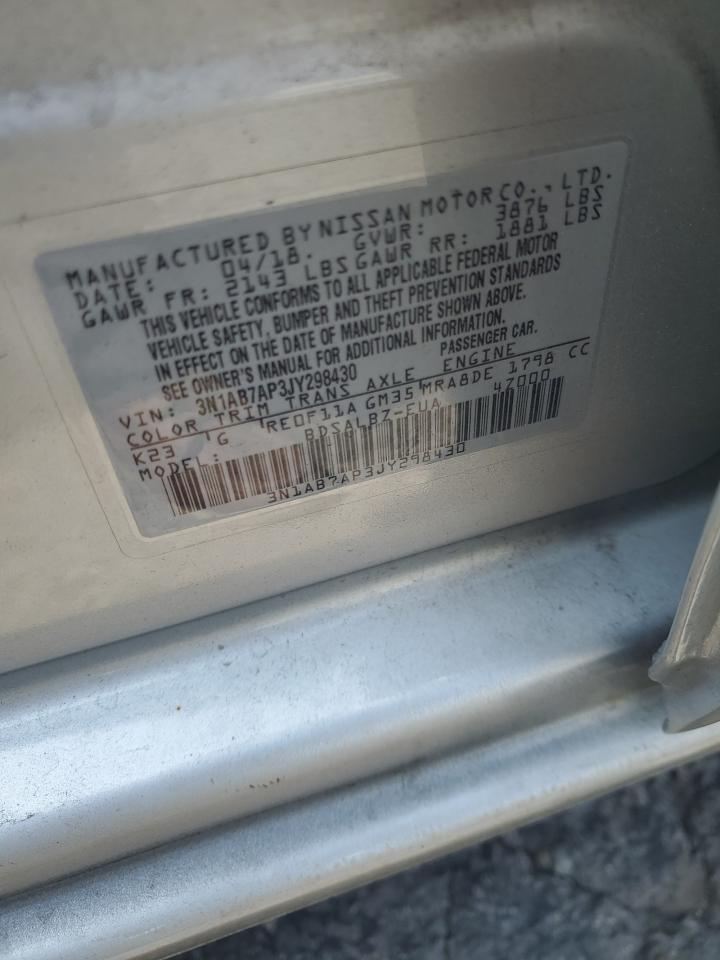 MANUFACTURED BY NISSAN MOTOR CO., LTD.
DATE: 04/18. GVWR: 3876 LBS
GAWR FR: 2143 LBS GAWR RR: 1881 LBS
THIS VEHICLE CONFORMS TO ALL APPLICABLE FEDERAL MOTOR
VEHICLE SAFETY, BUMPER AND THEFT PREVENTION STANDARDS
IN EFFECT ON THE DATE OF MANUFACTURE SHOWN ABOVE.
SEE OWNER'S MANUAL FOR ADDITIONAL INFORMATION.
VIN: 3N1AB7AP3JY298430 PASSENGER CAR.
COLOR TRIM TRANS AXLE ENGINE
K23 G RE0F11A GM35 MRA8DE 1798 CC
MODEL: BDSALB7-EUA 47000
3N1AB7AP3JY298430